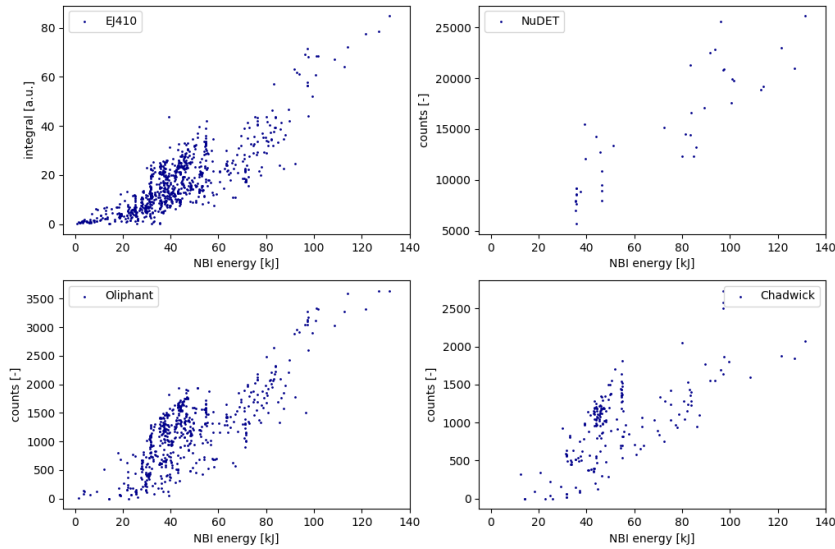 EJ410
integral [a.u.]
80
60
40
20
0
0 20 40 60 80 100 120 140
NBI energy [kJ]
NuDET
counts [-]
25000
20000
15000
10000
5000
0 20 40 60 80 100 120 140
NBI energy [kJ]
Oliphant
counts [-]
3500
3000
2500
2000
1500
1000
500
0
0 20 40 60 80 100 120 140
NBI energy [kJ]
Chadwick
counts [-]
2500
2000
1500
1000
500
0
0 20 40 60 80 100 120 140
NBI energy [kJ]